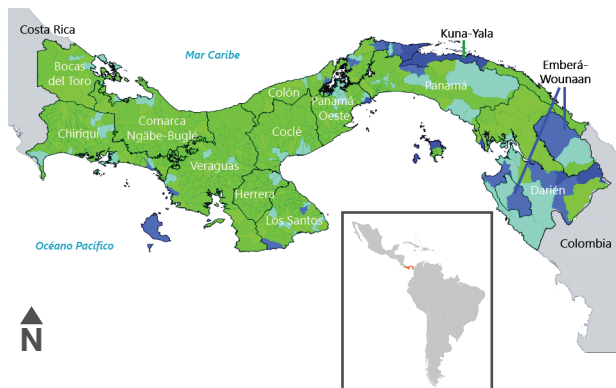 Costa Rica
Mar Caribe
Kuna-Yala
Emberá-
Wounaan
Bocas
del Toro
Colón
Panamá
Panamá
Oeste
Chiriquí
Comarca
Ngäbe-Buglé
Coclé
Veraguas
Herrera
Darién
Los Santos
Océano Pacífico
Colombia
N